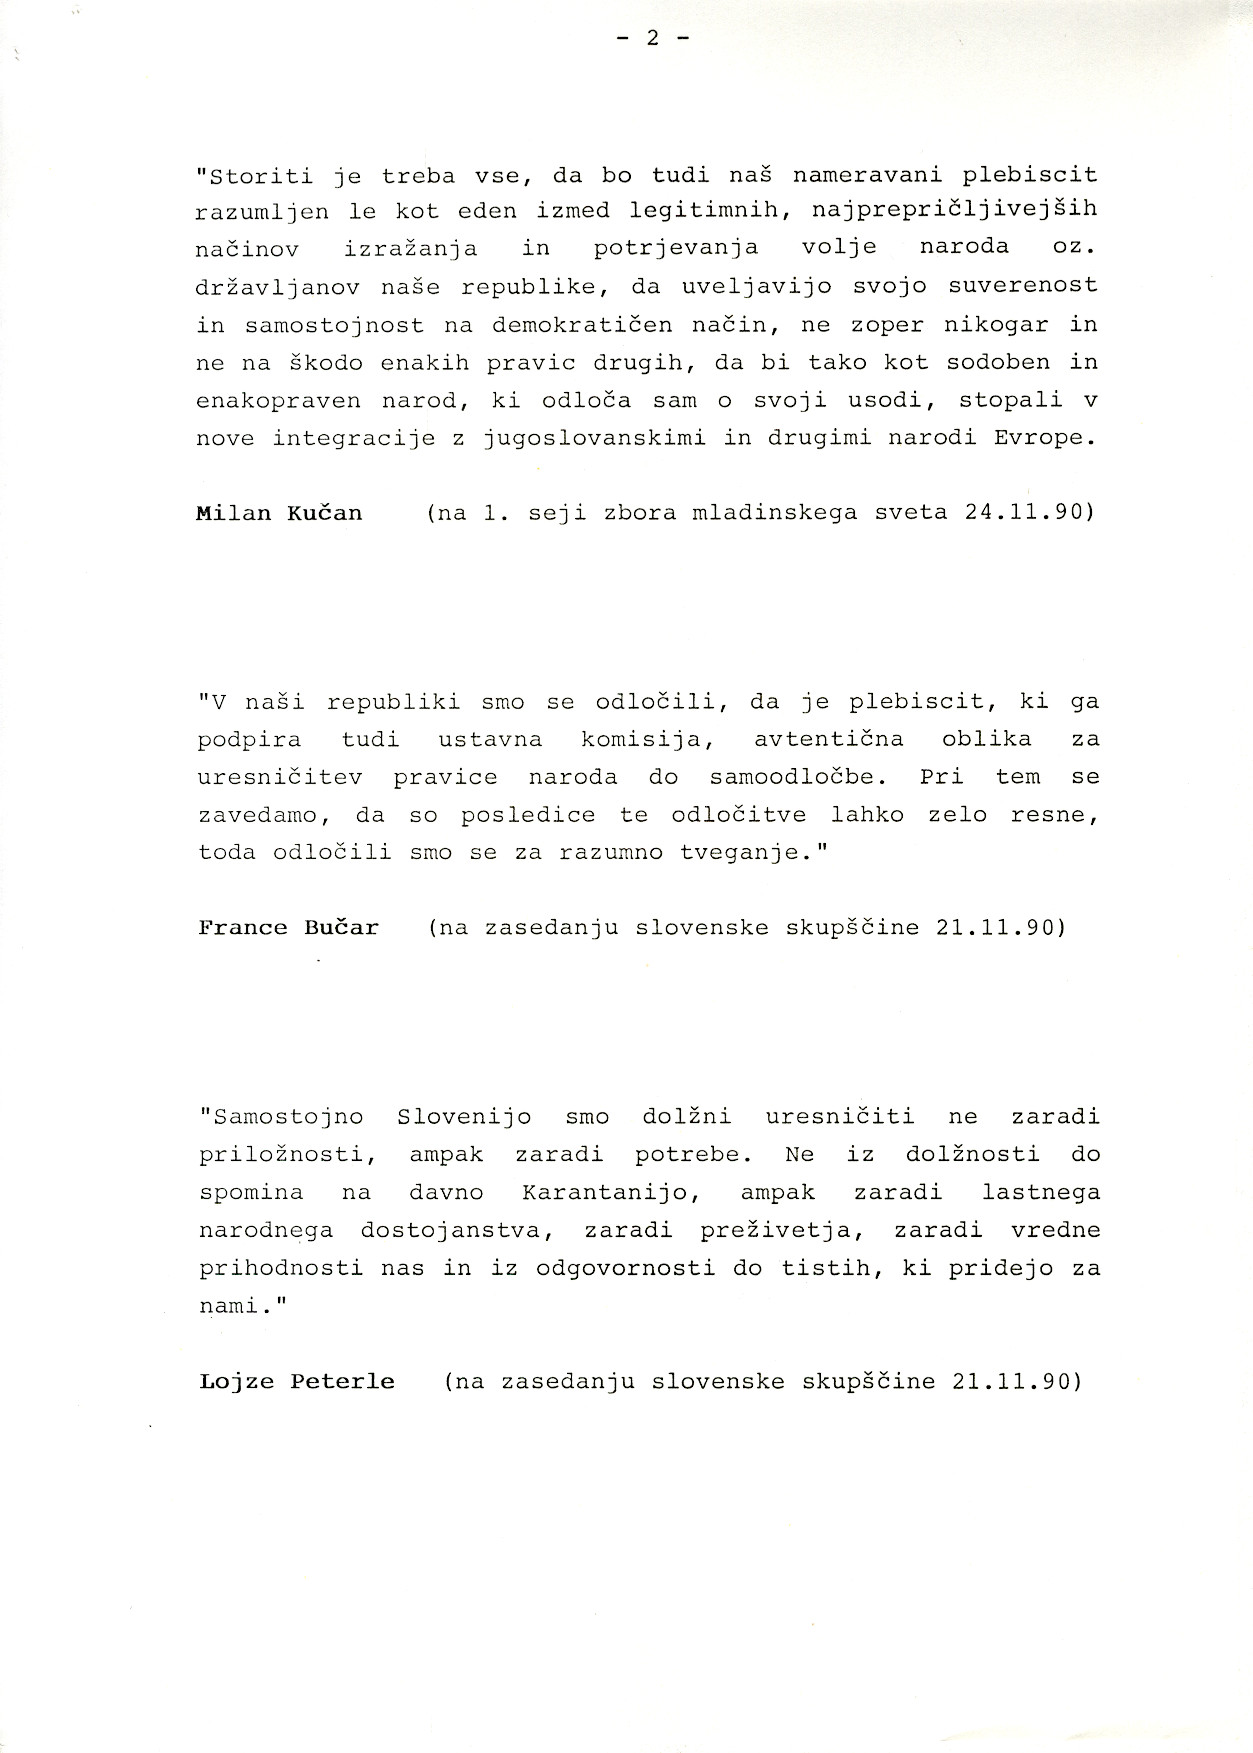 - 2 -
"Storiti je treba vse, da bo tudi naš nameravani plebiscit
razumljen le kot eden izmed legitimnih, najprepričljivejših
načinov izražanja in potrjevanja volje naroda oz.
državljanov naše republike, da uveljavijo svojo suverenost
in samostojnost na demokratičen način, ne zoper nikogar in
ne na škodo enakih pravic drugih, da bi tako kot sodoben in
enakopraven narod, ki odloča sam o svoji usodi, stopali v
nove integracije z jugoslovanskimi in drugimi narodi Evrope.
Milan Kučan (na 1. seji zbora mladinskega sveta 24.11.90)
"V naši republiki smo se odločili, da je plebiscit, ki ga
podpira tudi ustavna komisija, avtentična oblika za
uresničitev pravice naroda do samoodločbe. Pri tem se
zavedamo, da so posledice te odločitve lahko zelo resne,
toda odločili smo se za razumno tveganje."
France Bučar (na zasedanju slovenske skupščine 21.11.90)
"Samostojno Slovenijo smo dolžni uresničiti ne zaradi
priložnosti, ampak zaradi potrebe. Ne iz dolžnosti do
spomina na davno Karantanijo, ampak zaradi lastnega
narodnega dostojanstva, zaradi preživetja, zaradi vredne
prihodnosti nas in iz odgovornosti do tistih, ki pridejo za
nami."
Lojze Peterle (na zasedanju slovenske skupščine 21.11.90)